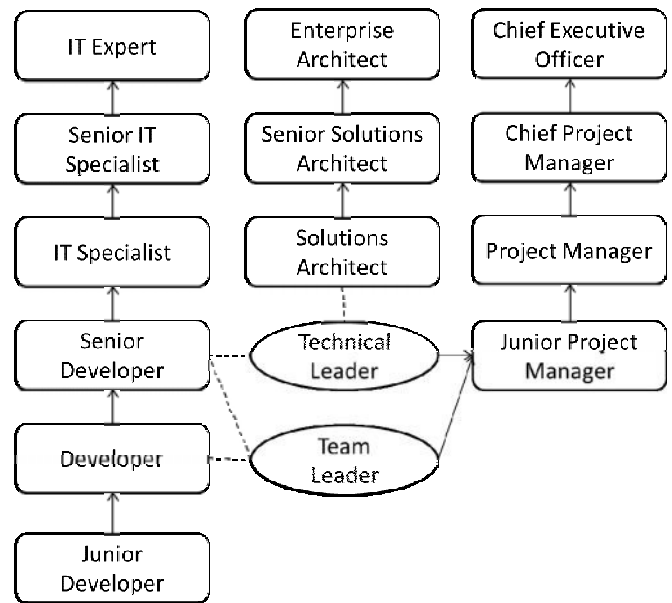 IT Expert
Enterprise
Architect
Chief Executive
Officer
Senior IT
Specialist
Senior Solutions
Architect
Chief Project
Manager
IT Specialist
Solutions
Architect
Project Manager
Senior
Developer
Technical
Leader
Junior Project
Manager
Developer
Team
Leader
Junior
Developer